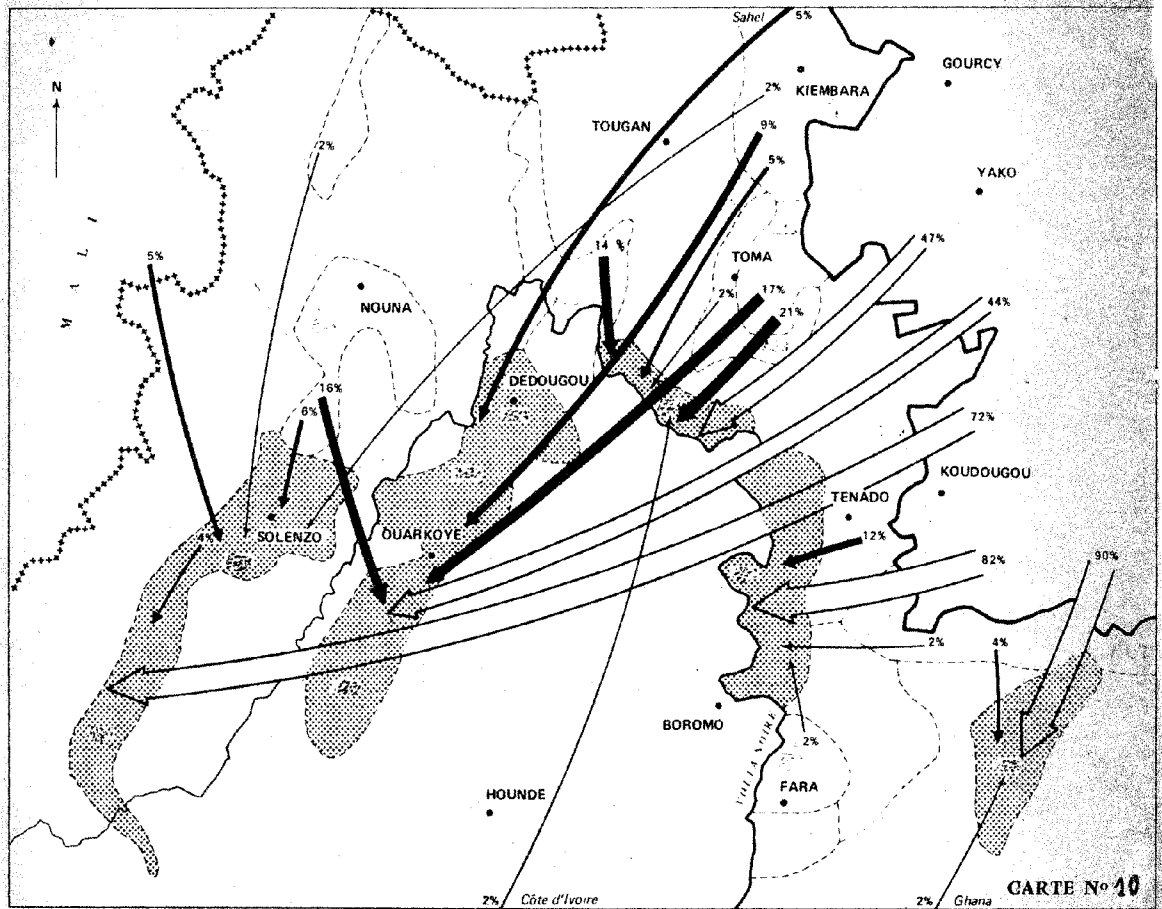 Sahel
5%
GOURCY
N
2%
KIEMBARA
TOUGAN
9%
2%
5%
YAKO
MALI
47%
5%
14 %
TOMA
NOUNA
2%
17%
44%
21%
DEDOUGOU
16%
6%
72%
KOUDOUGOU
TENADO
SOLENZO
OUARKOYE
4%
12%
82%
90%
2%
4%
BOROMO
2%
VOLTA NOIRE
FARA
HOUNDE
CARTE Nº 10
2%
Côte d'Ivoire
2%
Ghana